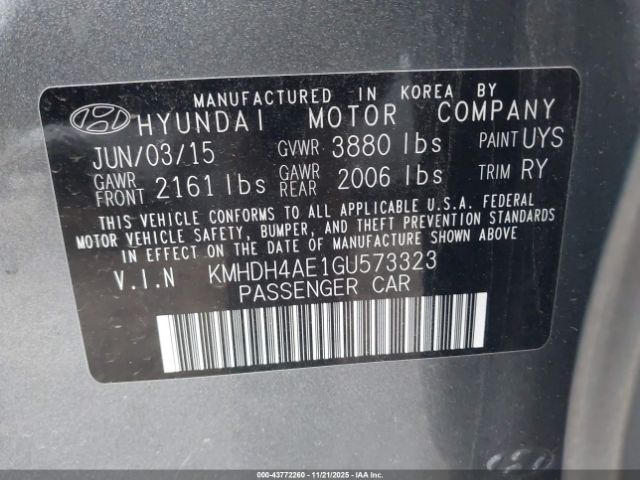 MANUFACTURED IN KOREA BY
HYUNDAI MOTOR COMPANY
JUN/03/15 GVWR 3880 lbs PAINT UYS
GAWR FRONT 2161 lbs GAWR REAR 2006 lbs TRIM RY
THIS VEHICLE CONFORMS TO ALL APPLICABLE U.S.A. FEDERAL
MOTOR VEHICLE SAFETY, BUMPER, AND THEFT PREVENTION STANDARDS
IN EFFECT ON THE DATE OF MANUFACTURE SHOWN ABOVE.
V.I.N KMHDH4AE1GU573323
PASSENGER CAR
000-43772260 - 11/21/2025 - IAAI.COM